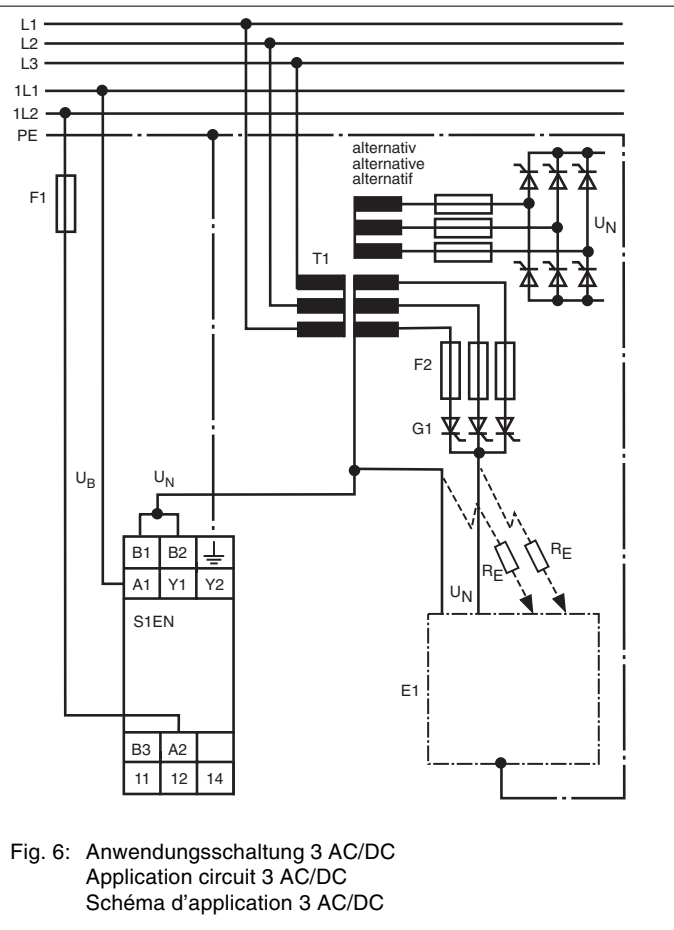 L1
L2
L3
1L1
1L2
PE
alternativ
alternative
alternatif
F1
UN
T1
F2
G1
UB
UN
B1 B2
A1 Y1 Y2
RE
RE
UN
S1EN
E1
B3 A2
11 12 14
Fig. 6: Anwendungsschaltung 3 AC/DC
Application circuit 3 AC/DC
Schéma d'application 3 AC/DC